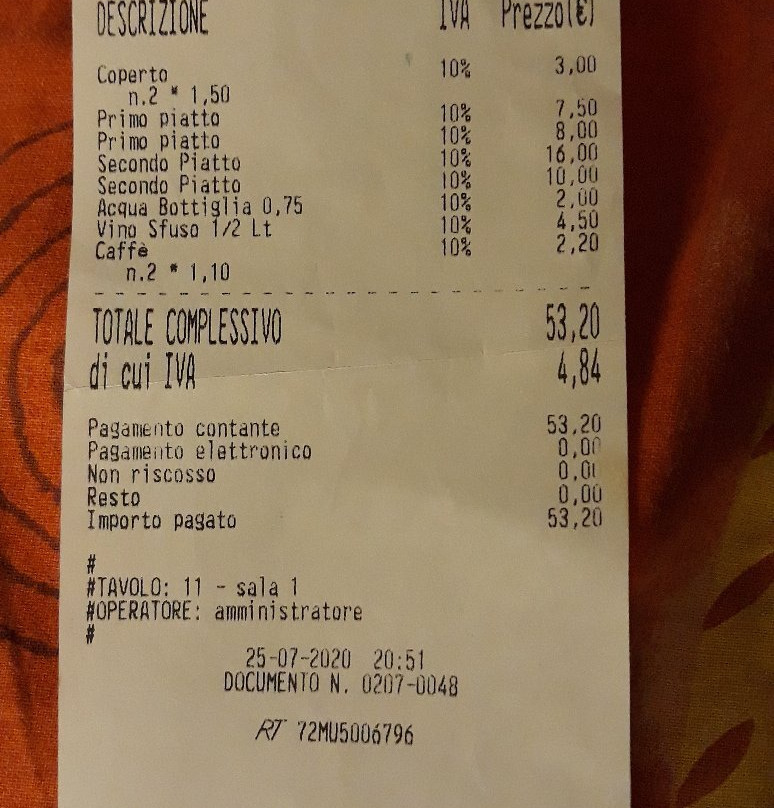 DESCRIZIONE IVA Prezzo(€)
Coperto 10% 3,00
n.2 * 1,50
Primo piatto 10% 7,50
Primo piatto 10% 8,00
Secondo Piatto 10% 16,00
Secondo Piatto 10% 10,00
Acqua Bottiglia 0,75 10% 2,00
Vino Sfuso 1/2 Lt 10% 4,50
Caffè 10% 2,20
n.2 * 1,10
TOTALE COMPLESSIVO 53,20
di cui IVA 4,84
Pagamento contante 53,20
Pagamento elettronico 0,00
Non riscosso 0,00
Resto 0,00
Importo pagato 53,20
#
#TAVOLO: 11 - sala 1
#OPERATORE: amministratore
#
25-07-2020 20:51
DOCUMENTO N. 0207-0048
RT 72MU5006796